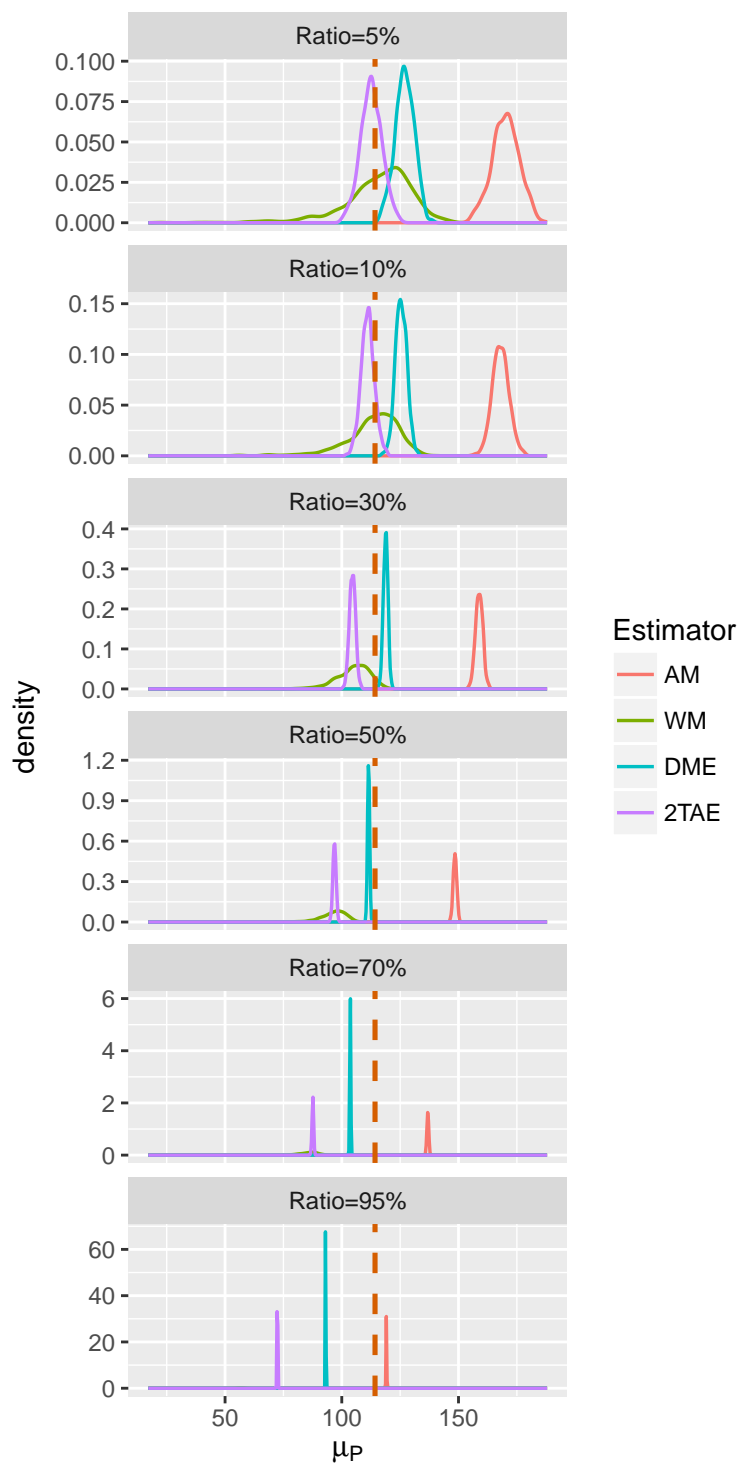 Ratio=5%
0.100
0.075
0.050
0.025
0.000
Ratio=10%
0.15
0.10
0.05
0.00
Ratio=30%
0.4
0.3
0.2
0.1
0.0
Ratio=50%
1.2
0.9
0.6
0.3
0.0
Ratio=70%
6
4
2
0
Ratio=95%
60
40
20
0
50 100 150
μP
density
Estimator
AM
WM
DME
2TAE